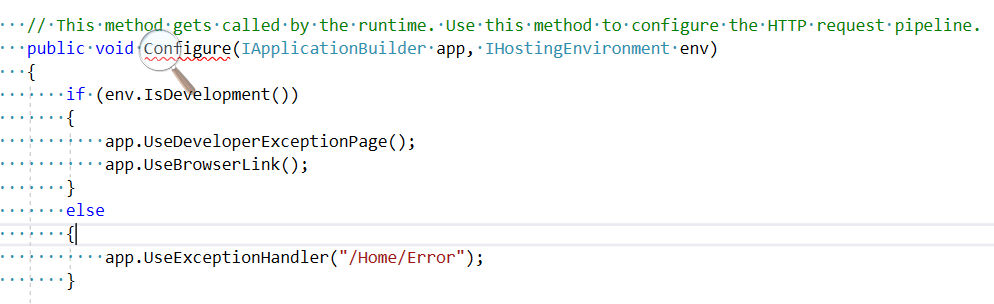 // This method gets called by the runtime. Use this method to configure the HTTP request pipeline.
public void Configure(IApplicationBuilder app, IHostingEnvironment env)
{
if (env.IsDevelopment())
{
app.UseDeveloperExceptionPage();
app.UseBrowserLink();
}
else
{
app.UseExceptionHandler("/Home/Error");
}